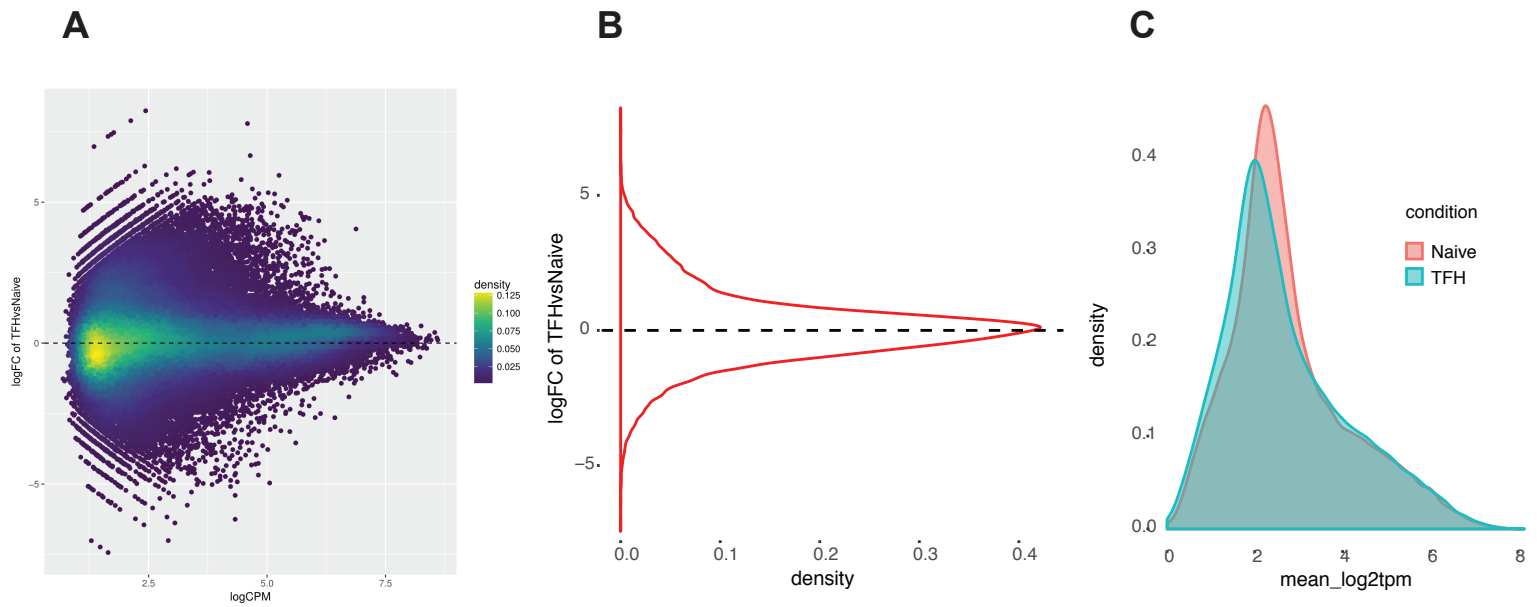 A
B
C
logFC of TFHvsNaive
5
0
−5
2.5
5.0
7.5
logCPM
density
0.125
0.100
0.075
0.050
0.025
logFC of TFHvsNaive
5
0
−5
0.0
0.1
0.2
0.3
0.4
density
density
0.4
0.3
0.2
0.1
0.0
0
2
4
6
8
mean_log2tpm
condition
Naive
TFH